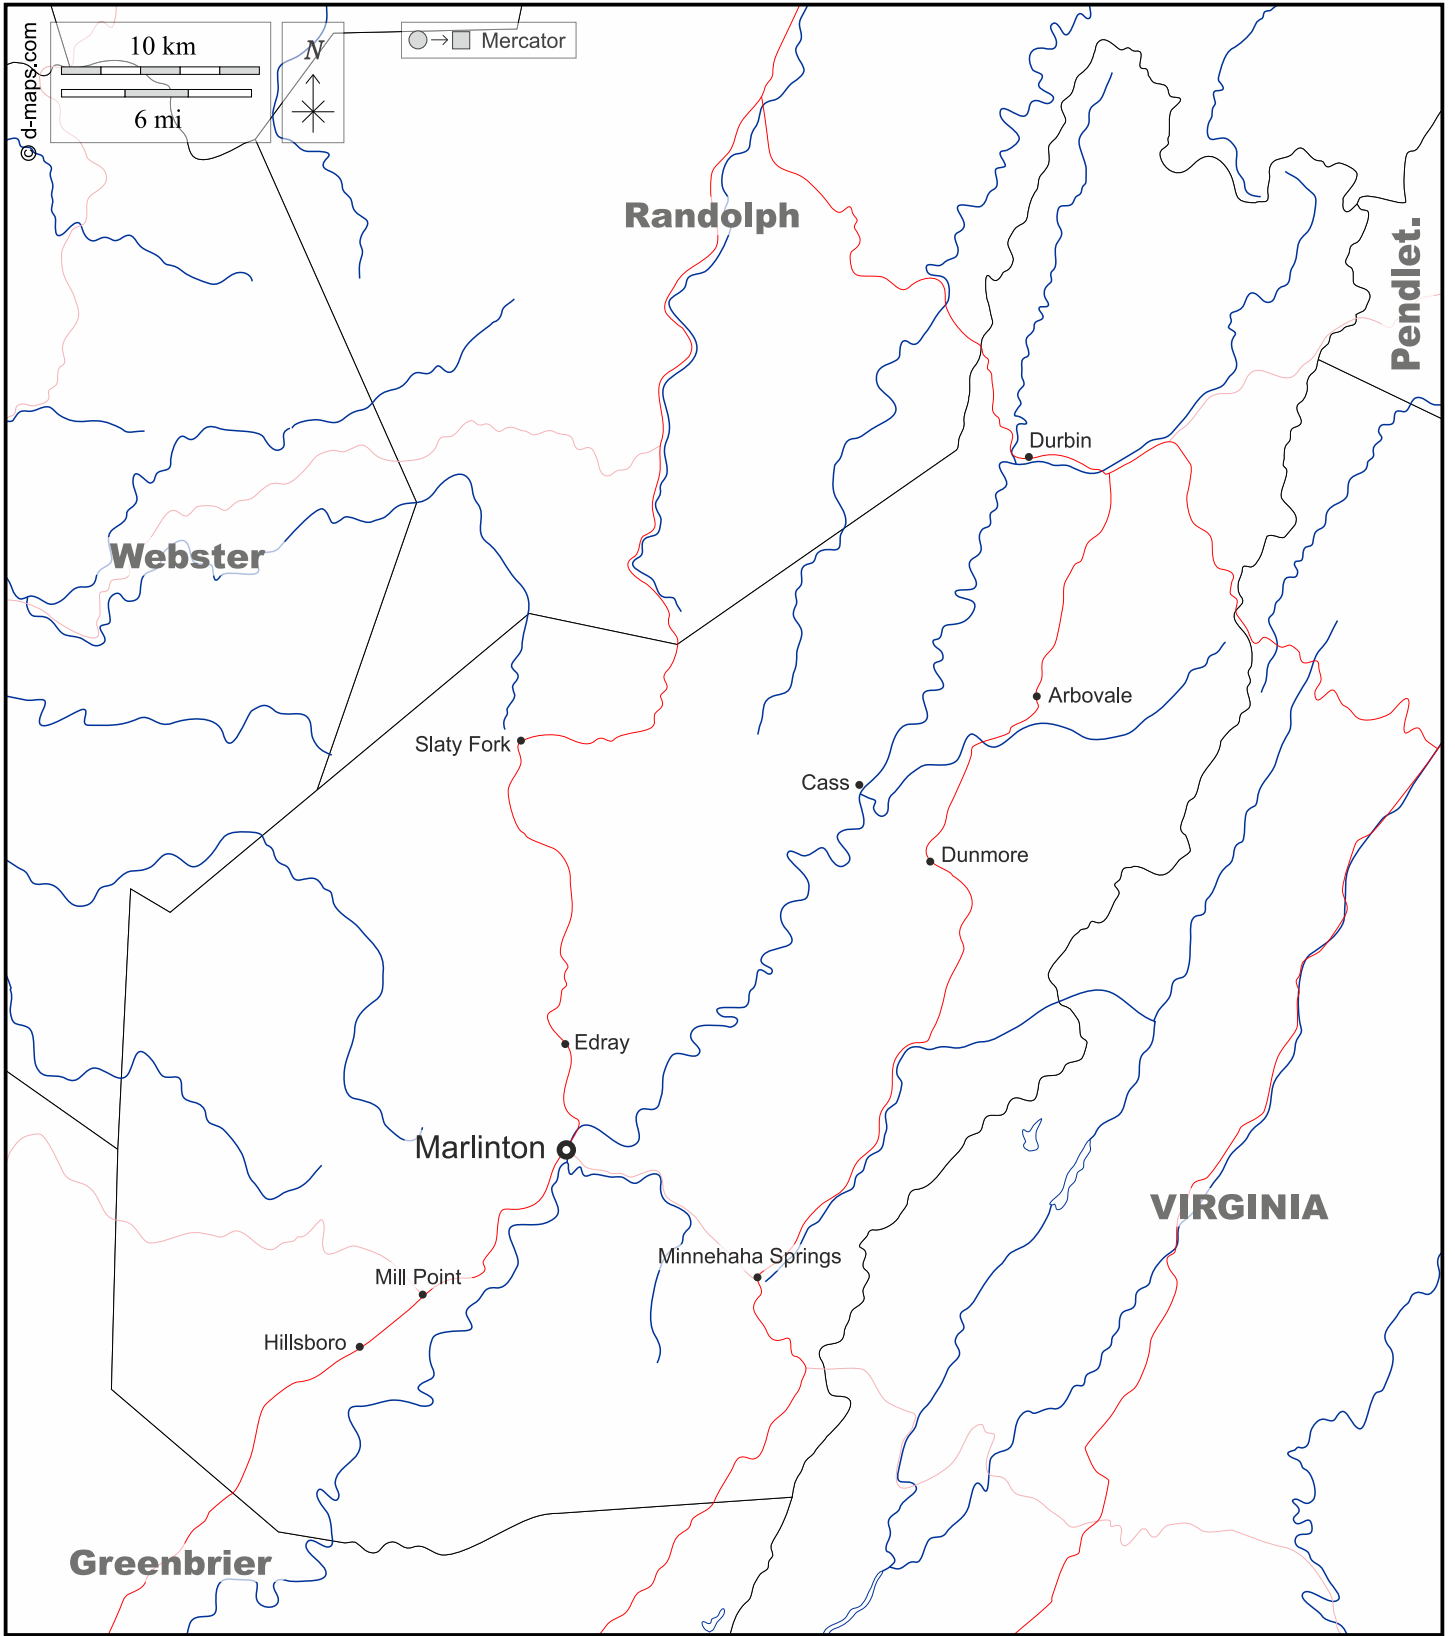 © d-maps.com
10 km
6 mi
N
Mercator
Randolph
Pendlet.
Durbin
Webster
Arbovale
Slaty Fork
Cass
Dunmore
Edray
Marlinton
VIRGINIA
Minnehaha Springs
Mill Point
Hillsboro
Greenbrier